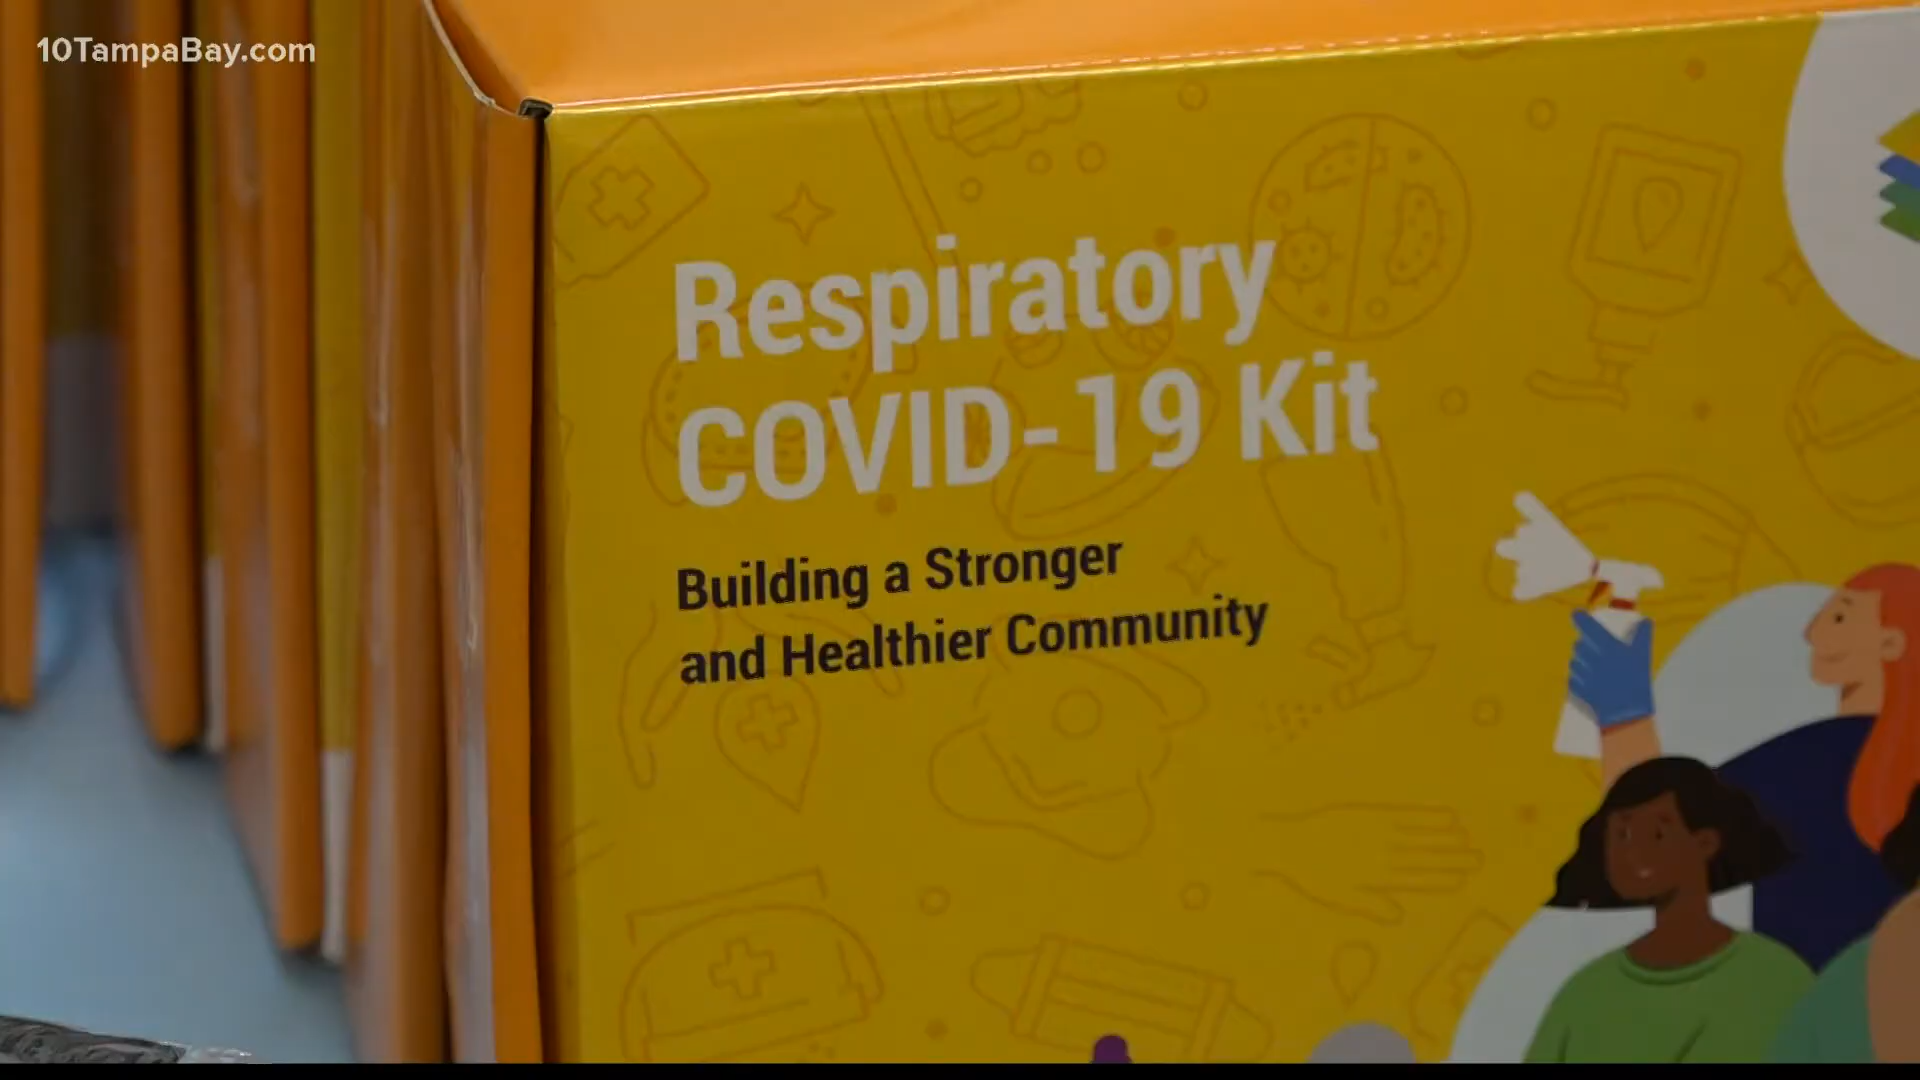 10TampaBay.com
Respiratory
COVID-19 Kit
Building a Stronger
and Healthier Community